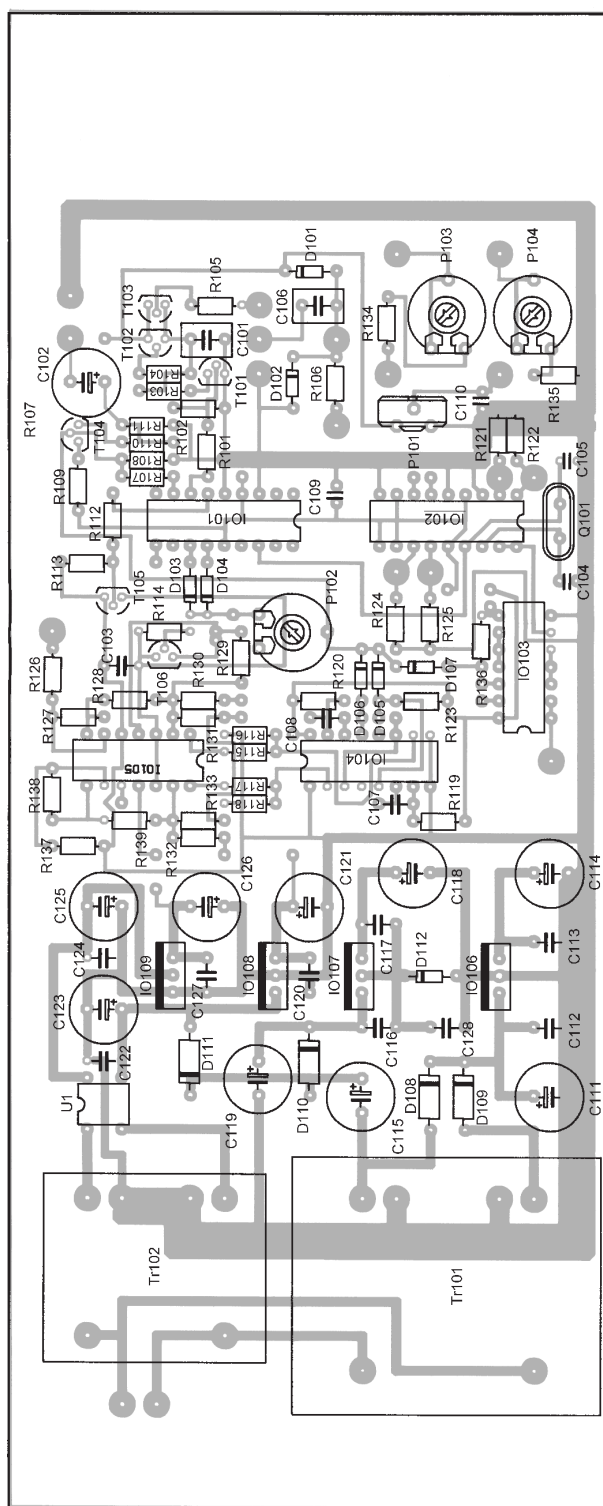 P103
P104
D101
R105
C106
R134
T103
T102
C101
C102
R104
R103
T101
D102
R106
C110
R135
R107
T104
R111
R110
R108
R107
R102
R101
P101
R121
R122
R109
R112
IO101
C109
IO102
C105
Q101
C104
R113
T105
D103
D104
R114
P102
R124
R125
R126
C103
T106
R130
R129
R120
D107
R136
IO103
R127
R128
R131
R116
R115
C108
D106
D105
R123
IO105
IO104
R138
R139
R133
R132
R117
R118
C107
R119
R137
C125
C126
C121
C118
C114
C124
IO109
C127
IO108
C120
IO107
C117
D112
IO106
C113
C123
C122
D111
C116
C128
C112
U1
C119
D110
C115
D108
D109
C111
Tr102
Tr101